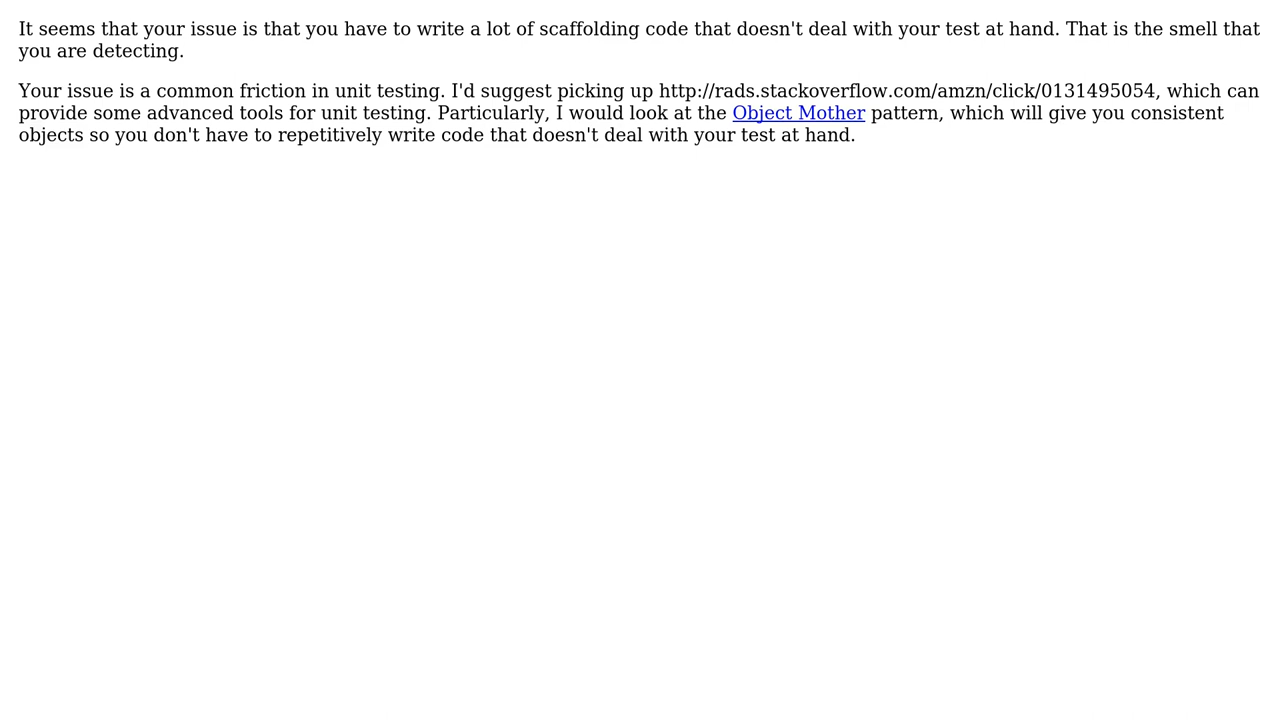 It seems that your issue is that you have to write a lot of scaffolding code that doesn't deal with your test at hand. That is the smell that
you are detecting.
Your issue is a common friction in unit testing. I'd suggest picking up http://rads.stackoverflow.com/amzn/click/0131495054, which can
provide some advanced tools for unit testing. Particularly, I would look at the Object Mother pattern, which will give you consistent
objects so you don't have to repetitively write code that doesn't deal with your test at hand.